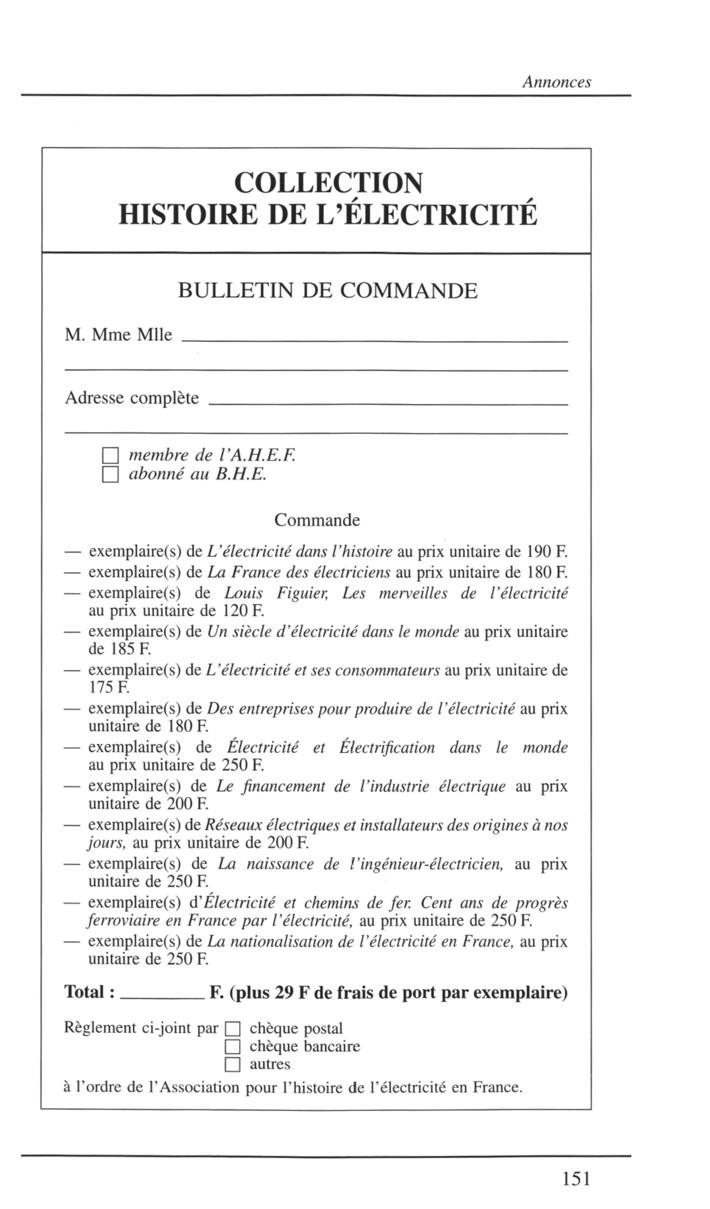 Annonces
COLLECTION
HISTOIRE DE L'ÉLECTRICITÉ
BULLETIN DE COMMANDE
M. Mme Mlle
Adresse complète
membre de l'A.H.E.F.
abonné au B.H.E.
Commande
— exemplaire(s) de L'électricité dans l'histoire au prix unitaire de 190 F.
— exemplaire(s) de La France des électriciens au prix unitaire de 180 F.
— exemplaire(s) de Louis Figuier, Les merveilles de l'électricité
au prix unitaire de 120 F.
— exemplaire(s) de Un siècle d'électricité dans le monde au prix unitaire
de 185 F.
— exemplaire(s) de L'électricité et ses consommateurs au prix unitaire de
175 F.
— exemplaire(s) de Des entreprises pour produire de l'électricité au prix
unitaire de 180 F.
— exemplaire(s) de Électricité et Électrification dans le monde
au prix unitaire de 250 F.
— exemplaire(s) de Le financement de l'industrie électrique au prix
unitaire de 200 F.
— exemplaire(s) de Réseaux électriques et installateurs des origines à nos
jours, au prix unitaire de 200 F.
— exemplaire(s) de La naissance de l'ingénieur-électricien, au prix
unitaire de 250 F.
— exemplaire(s) d'Électricité et chemins de fer. Cent ans de progrès
ferroviaire en France par l'électricité, au prix unitaire de 250 F.
— exemplaire(s) de La nationalisation de l'électricité en France, au prix
unitaire de 250 F.
Total : ________ F. (plus 29 F de frais de port par exemplaire)
Règlement ci-joint par □ chèque postal
□ chèque bancaire
□ autres
à l'ordre de l'Association pour l'histoire de l'électricité en France.
151